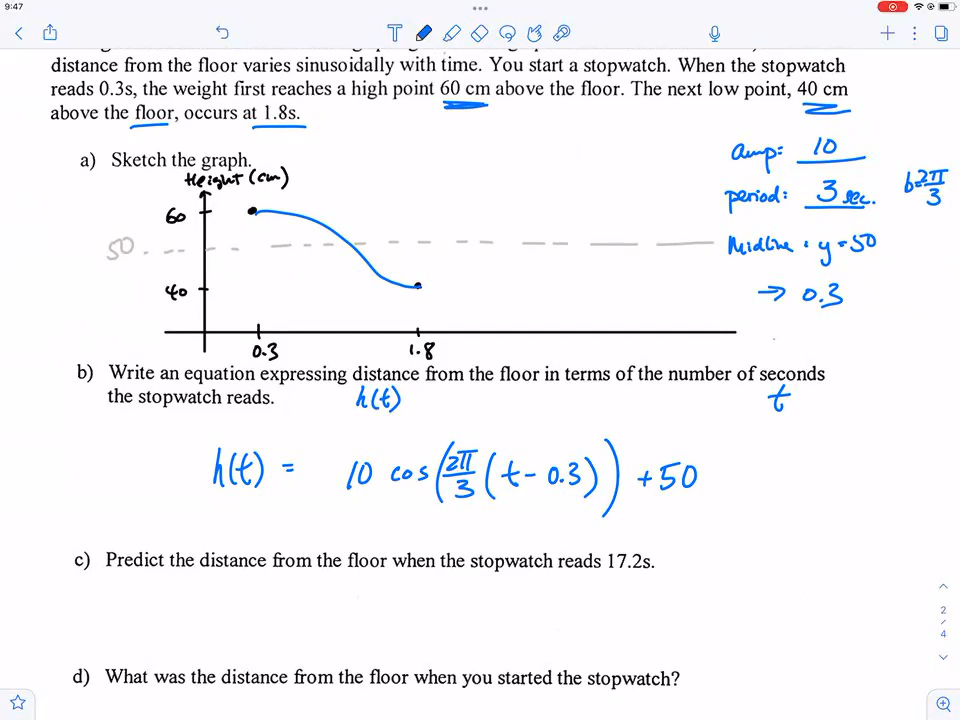 9:47
distance from the floor varies sinusoidally with time. You start a stopwatch. When the stopwatch
reads 0.3s, the weight first reaches a high point 60 cm above the floor. The next low point, 40 cm
above the floor, occurs at 1.8s.
a) Sketch the graph.
Height (cm)
60
50
40
0.3
1.8
amp: 10
period: 3 sec.
b=2π/3
Midline: y=50
→ 0.3
b) Write an equation expressing distance from the floor in terms of the number of seconds
the stopwatch reads.
h(t)
t
h(t) = 10 cos(2π/3 (t - 0.3)) + 50
c) Predict the distance from the floor when the stopwatch reads 17.2s.
2
/
4
d) What was the distance from the floor when you started the stopwatch?